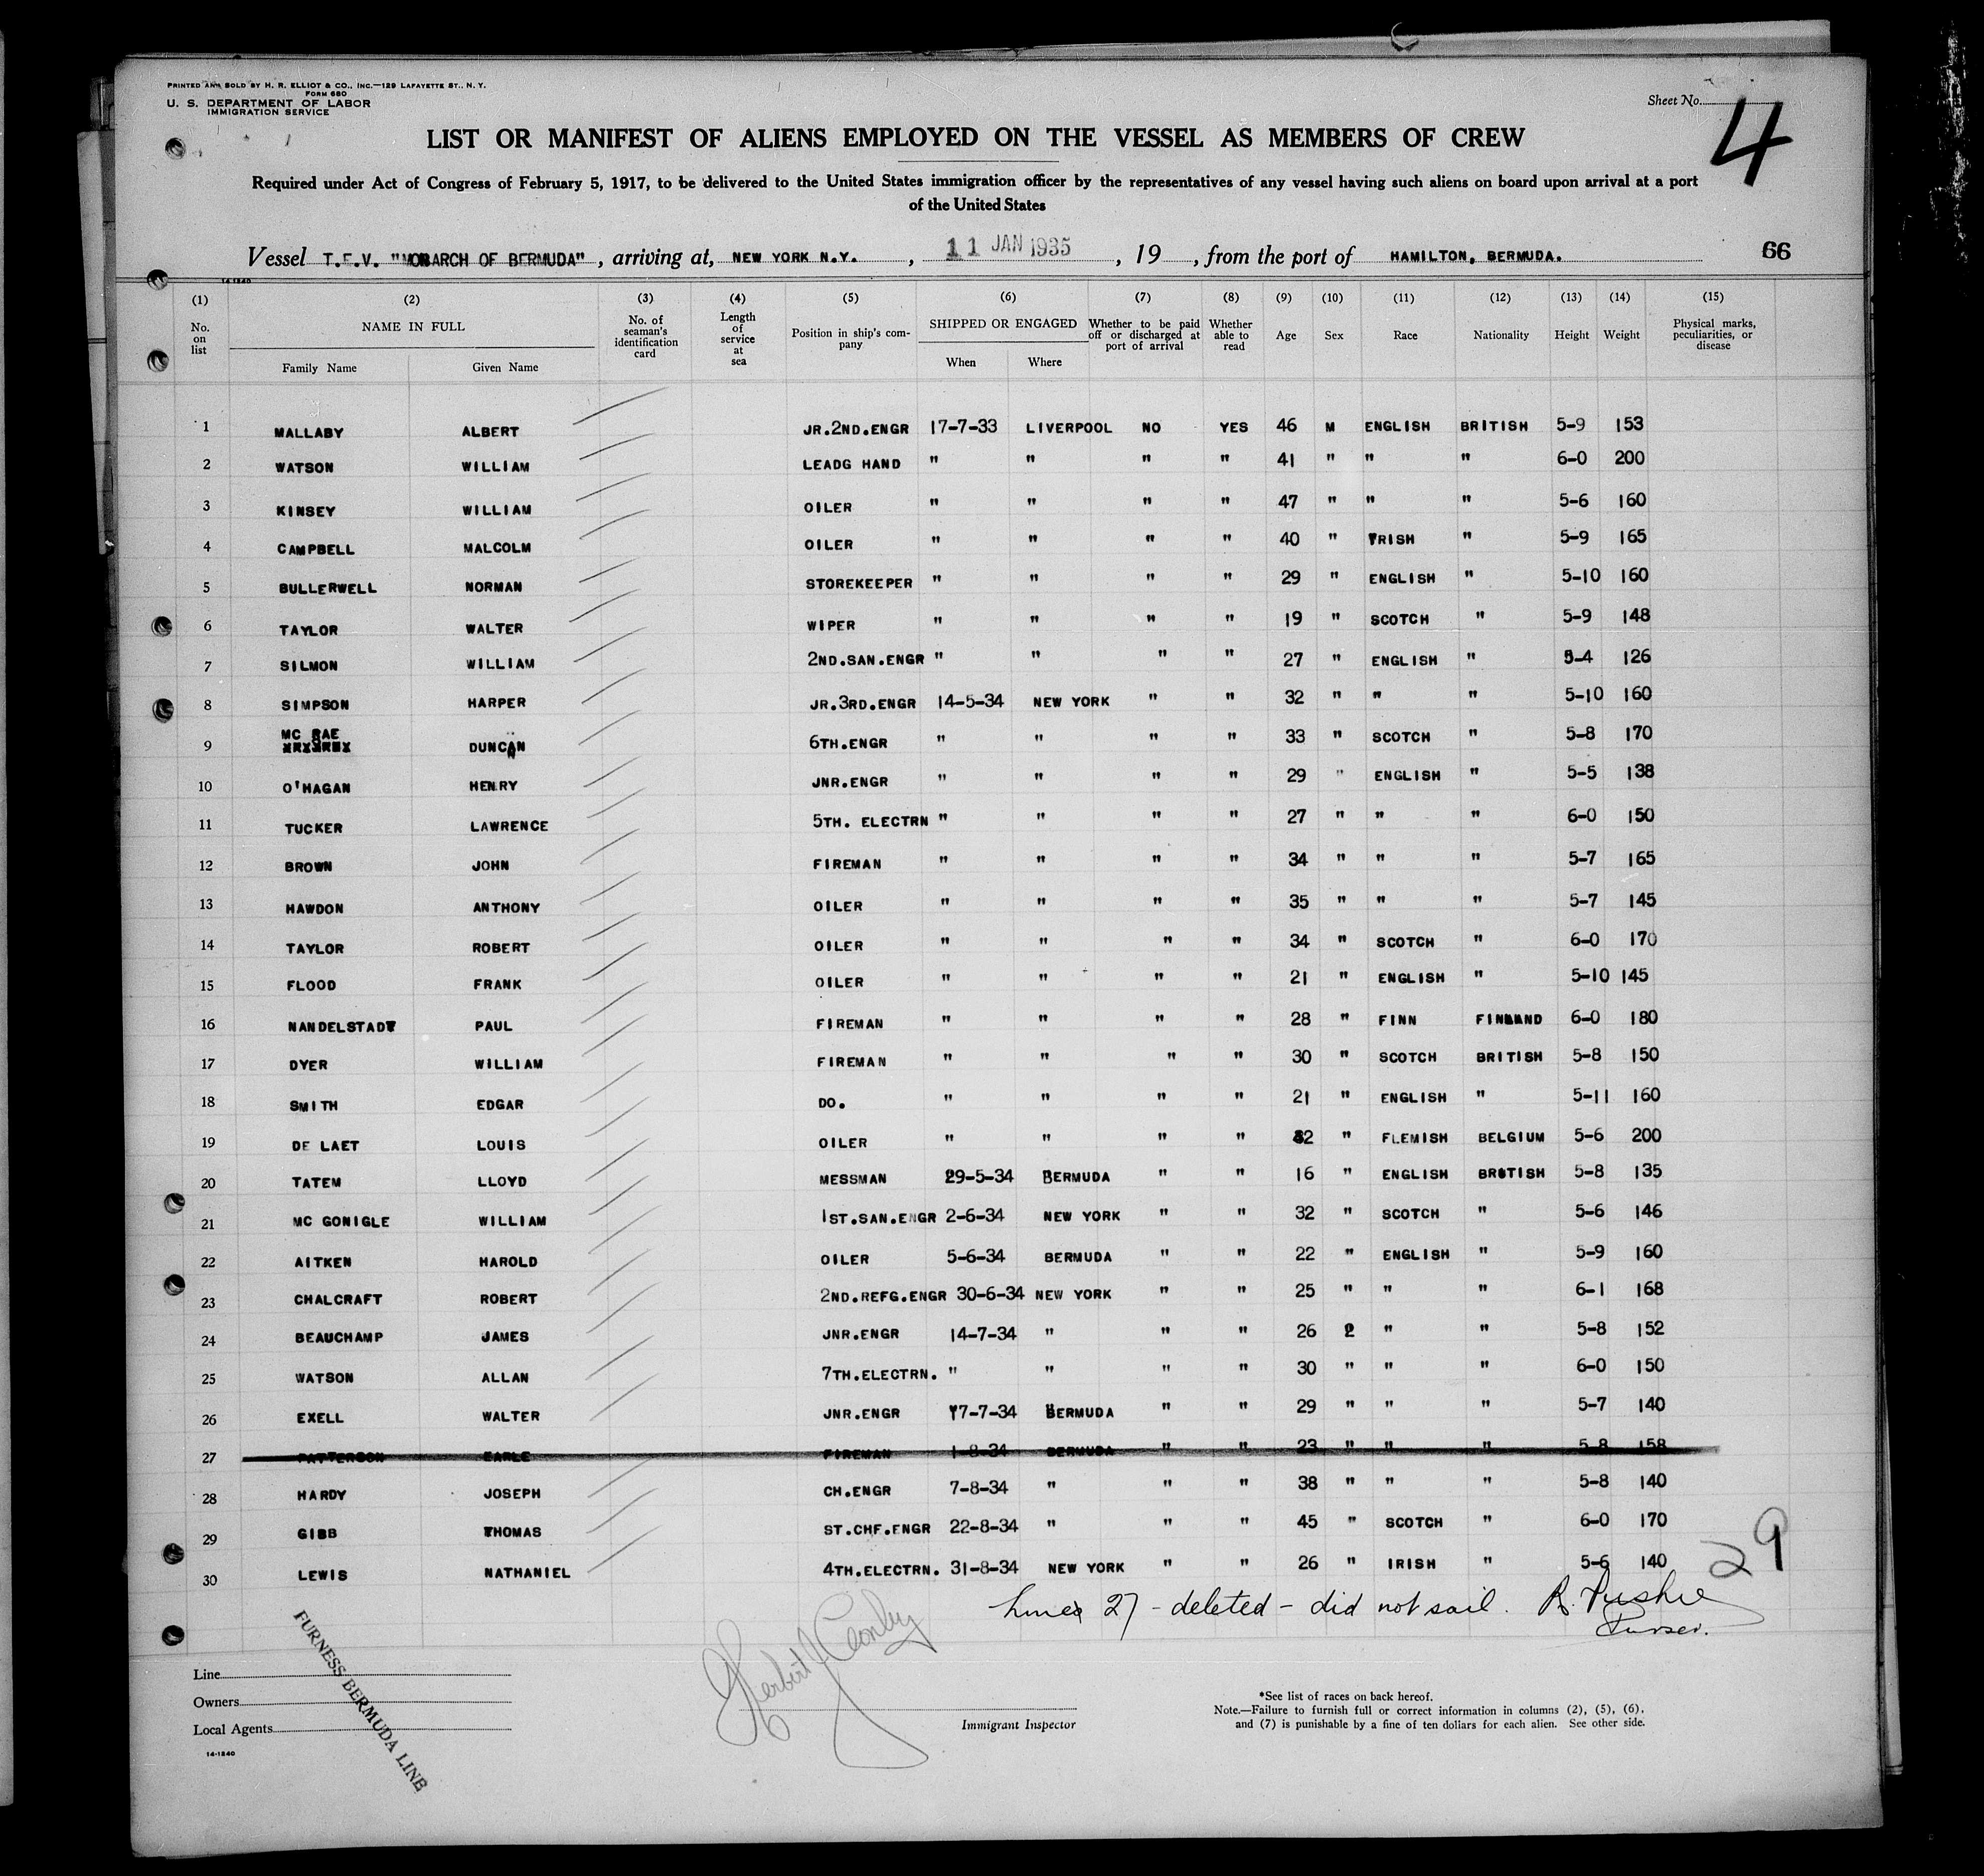 PRINTED AND SOLD BY H. R. ELLIOT & CO., INC.—129 LAFAYETTE ST., N. Y.
FORM 680
U. S. DEPARTMENT OF LABOR
IMMIGRATION SERVICE
Sheet No. 4
LIST OR MANIFEST OF ALIENS EMPLOYED ON THE VESSEL AS MEMBERS OF CREW
Required under Act of Congress of February 5, 1917, to be delivered to the United States immigration officer by the representatives of any vessel having such aliens on board upon arrival at a port
of the United States
Vessel T.E.V. "MONARCH OF BERMUDA", arriving at, NEW YORK N.Y., 11 JAN 1935, 19, from the port of HAMILTON, BERMUDA. 66
14-1840
(1) (2) (3) (4) (5) (6) (7) (8) (9) (10) (11) (12) (13) (14) (15)
No. on list NAME IN FULL Family Name Given Name No. of seaman's identification card Length of service at sea Position in ship's company SHIPPED OR ENGAGED When Where Whether to be paid off or discharged at port of arrival Whether able to read Age Sex Race Nationality Height Weight Physical marks, peculiarities, or disease
1 MALLABY ALBERT JR.2ND.ENGR 17-7-33 LIVERPOOL NO YES 46 M ENGLISH BRITISH 5-9 153
2 WATSON WILLIAM LEADG HAND " " " " 41 " " " 6-0 200
3 KINSEY WILLIAM OILER " " " " 47 " " " 5-6 160
4 CAMPBELL MALCOLM OILER " " " " 40 " IRISH " 5-9 165
5 BULLERWELL NORMAN STOREKEEPER " " " " 29 " ENGLISH " 5-10 160
6 TAYLOR WALTER WIPER " " " " 19 " SCOTCH " 5-9 148
7 SILMON WILLIAM 2ND.SAN.ENGR " " " " 27 " ENGLISH " 5-4 126
8 SIMPSON HARPER JR.3RD.ENGR 14-5-34 NEW YORK " " 32 " " " 5-10 160
9 MC RAE DUNCAN 6TH.ENGR " " " " 33 " SCOTCH " 5-8 170
10 O'HAGAN HENRY JNR.ENGR " " " " 29 " ENGLISH " 5-5 138
11 TUCKER LAWRENCE 5TH. ELECTRN " " " " 27 " " " 6-0 150
12 BROWN JOHN FIREMAN " " " " 34 " " " 5-7 165
13 HAWDON ANTHONY OILER " " " " 35 " " " 5-7 145
14 TAYLOR ROBERT OILER " " " " 34 " SCOTCH " 6-0 170
15 FLOOD FRANK OILER " " " " 21 " ENGLISH " 5-10 145
16 NANDELSTADT PAUL FIREMAN " " " " 28 " FINN FINLAND 6-0 180
17 DYER WILLIAM FIREMAN " " " " 30 " SCOTCH BRITISH 5-8 150
18 SMITH EDGAR DO. " " " " 21 " ENGLISH " 5-11 160
19 DE LAET LOUIS OILER " " " " 32 " FLEMISH BELGIUM 5-6 200
20 TATEM LLOYD MESSMAN 29-5-34 BERMUDA " " 16 " ENGLISH BRITISH 5-8 135
21 MC GONIGLE WILLIAM 1ST.SAN.ENGR 2-6-34 NEW YORK " " 32 " SCOTCH " 5-6 146
22 AITKEN HAROLD OILER 5-6-34 BERMUDA " " 22 " ENGLISH " 5-9 160
23 CHALCRAFT ROBERT 2ND.REFG.ENGR 30-6-34 NEW YORK " " 25 " " " 6-1 168
24 BEAUCHAMP JAMES JNR.ENGR 14-7-34 " " " 26 " " " 5-8 152
25 WATSON ALLAN 7TH.ELECTRN. " " " " 30 " " " 6-0 150
26 EXELL WALTER JNR.ENGR 17-7-34 BERMUDA " " 29 " " " 5-7 140
27 PATTERSON EARLE FIREMAN 1-8-34 BERMUDA " " 23 " " " 5-8 158
28 HARDY JOSEPH CH.ENGR 7-8-34 " " " 38 " " " 5-8 140
29 GIBB THOMAS ST.CHF.ENGR 22-8-34 " " " 45 " SCOTCH " 6-0 170
30 LEWIS NATHANIEL 4TH.ELECTRN. 31-8-34 NEW YORK " " 26 " IRISH " 5-6 140
29
Line 27 - deleted - did not sail.
Purser.
FURNESS BERMUDA LINE
Line
Owners
Local Agents
14-1840
Immigrant Inspector
*See list of races on back hereof.
Note.—Failure to furnish full or correct information in columns (2), (5), (6),
and (7) is punishable by a fine of ten dollars for each alien. See other side.